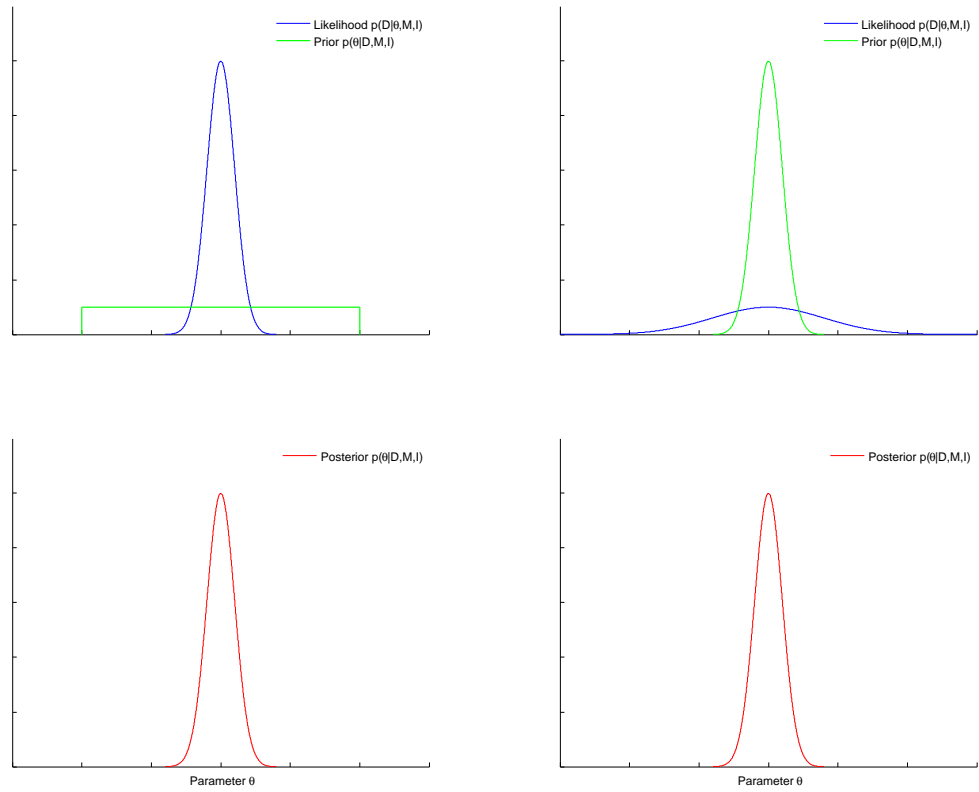 Likelihood p(D|θ,M,I)
Prior p(θ|D,M,I)
Likelihood p(D|θ,M,I)
Prior p(θ|D,M,I)
Posterior p(θ|D,M,I)
Posterior p(θ|D,M,I)
Parameter θ
Parameter θ